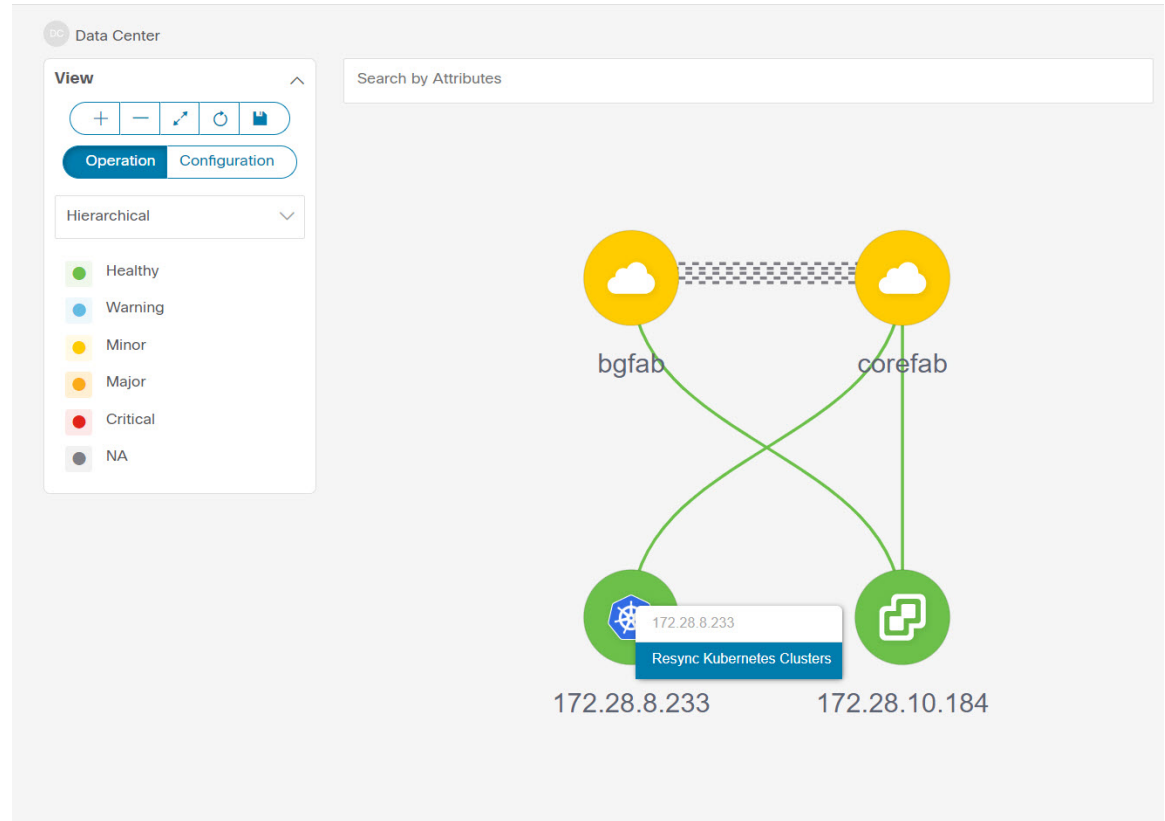 DC Data Center
View
Search by Attributes
Operation Configuration
Hierarchical
Healthy
Warning
Minor
Major
Critical
NA
bgfab
corefab
172.28.8.233
Resync Kubernetes Clusters
172.28.8.233
172.28.10.184